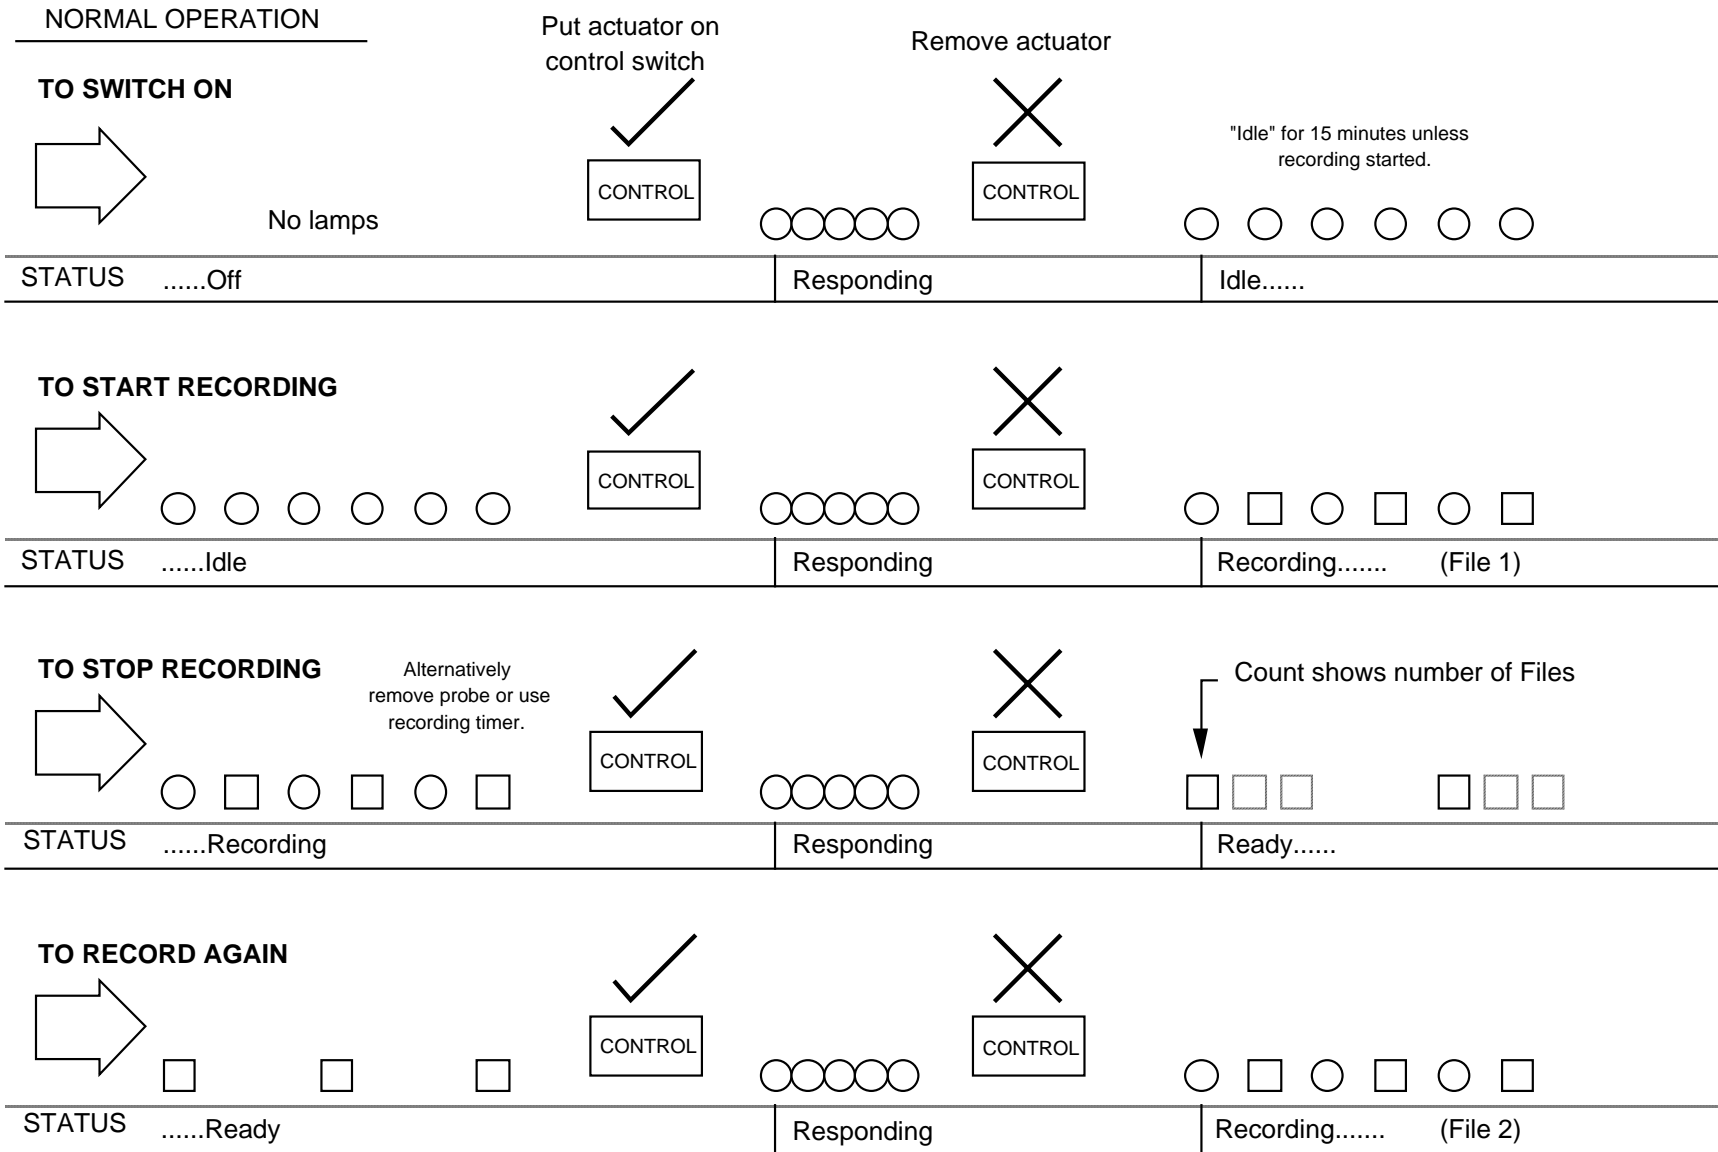 NORMAL OPERATION
Put actuator on
control switch
Remove actuator
TO SWITCH ON
"Idle" for 15 minutes unless
recording started.
CONTROL
CONTROL
No lamps
STATUS ......Off Responding Idle......
TO START RECORDING
CONTROL
CONTROL
STATUS ......Idle Responding Recording....... (File 1)
TO STOP RECORDING
Alternatively
remove probe or use
recording timer.
Count shows number of Files
CONTROL
CONTROL
STATUS ......Recording Responding Ready......
TO RECORD AGAIN
CONTROL
CONTROL
STATUS ......Ready Responding Recording....... (File 2)